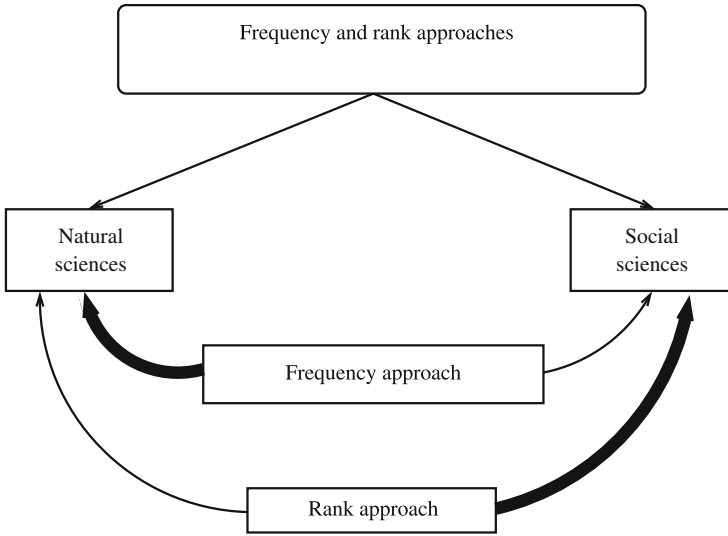 Frequency and rank approaches
Natural
sciences
Social
sciences
Frequency approach
Rank approach